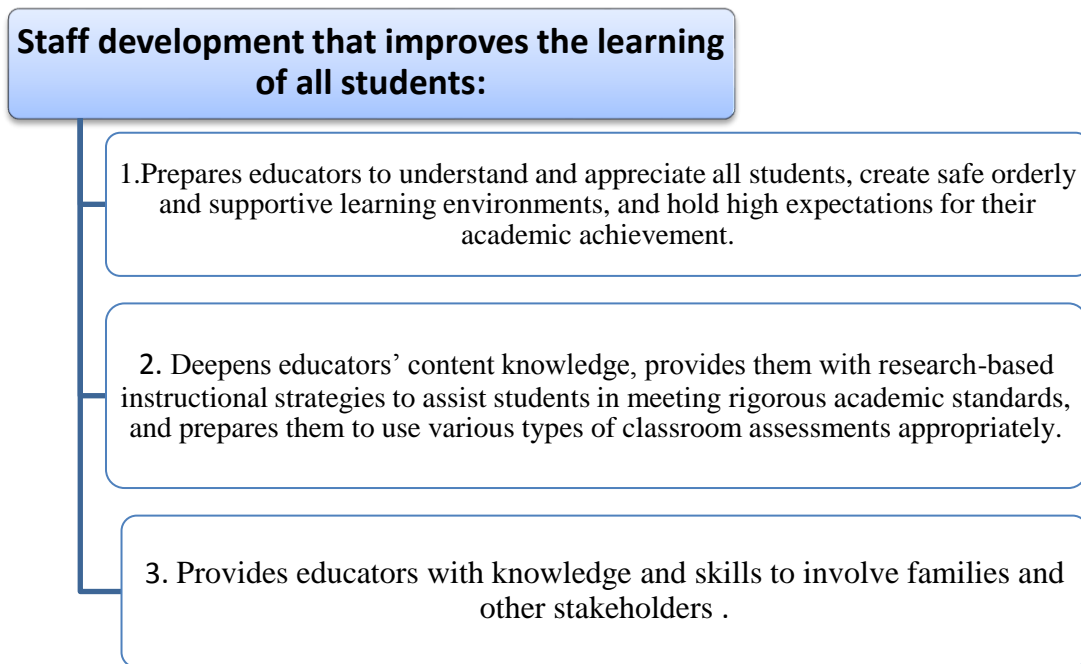 Staff development that improves the learning
of all students:
1.Prepares educators to understand and appreciate all students, create safe orderly
and supportive learning environments, and hold high expectations for their
academic achievement.
2. Deepens educators’ content knowledge, provides them with research-based
instructional strategies to assist students in meeting rigorous academic standards,
and prepares them to use various types of classroom assessments appropriately.
3. Provides educators with knowledge and skills to involve families and
other stakeholders .